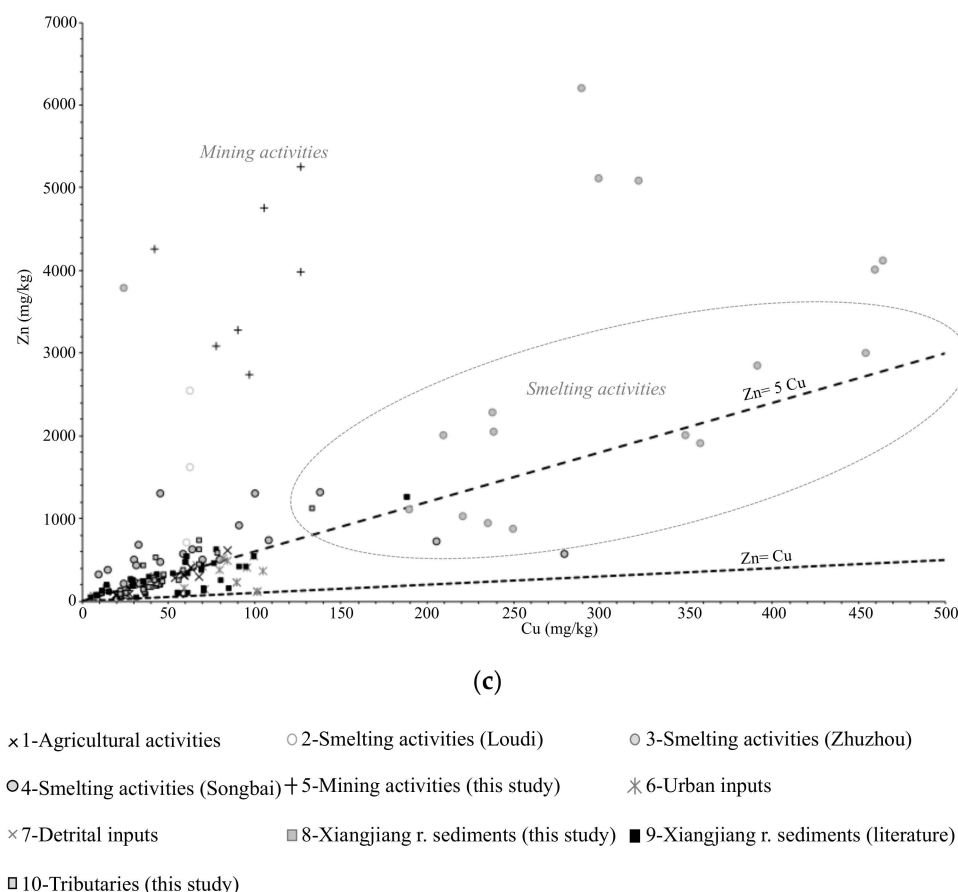 7000
6000
Mining activities
5000
4000
Zn (mg/kg)
3000
Smelting activities
Zn= 5 Cu
2000
1000
Zn= Cu
0
0 50 100 150 200 250 300 350 400 450 500
Cu (mg/kg)
(c)
×1-Agricultural activities 2-Smelting activities (Loudi) 3-Smelting activities (Zhuzhou)
4-Smelting activities (Songbai) 5-Mining activities (this study) 6-Urban inputs
7-Detrital inputs 8-Xiangjiang r. sediments (this study) 9-Xiangjiang r. sediments (literature)
10-Tributaries (this study)